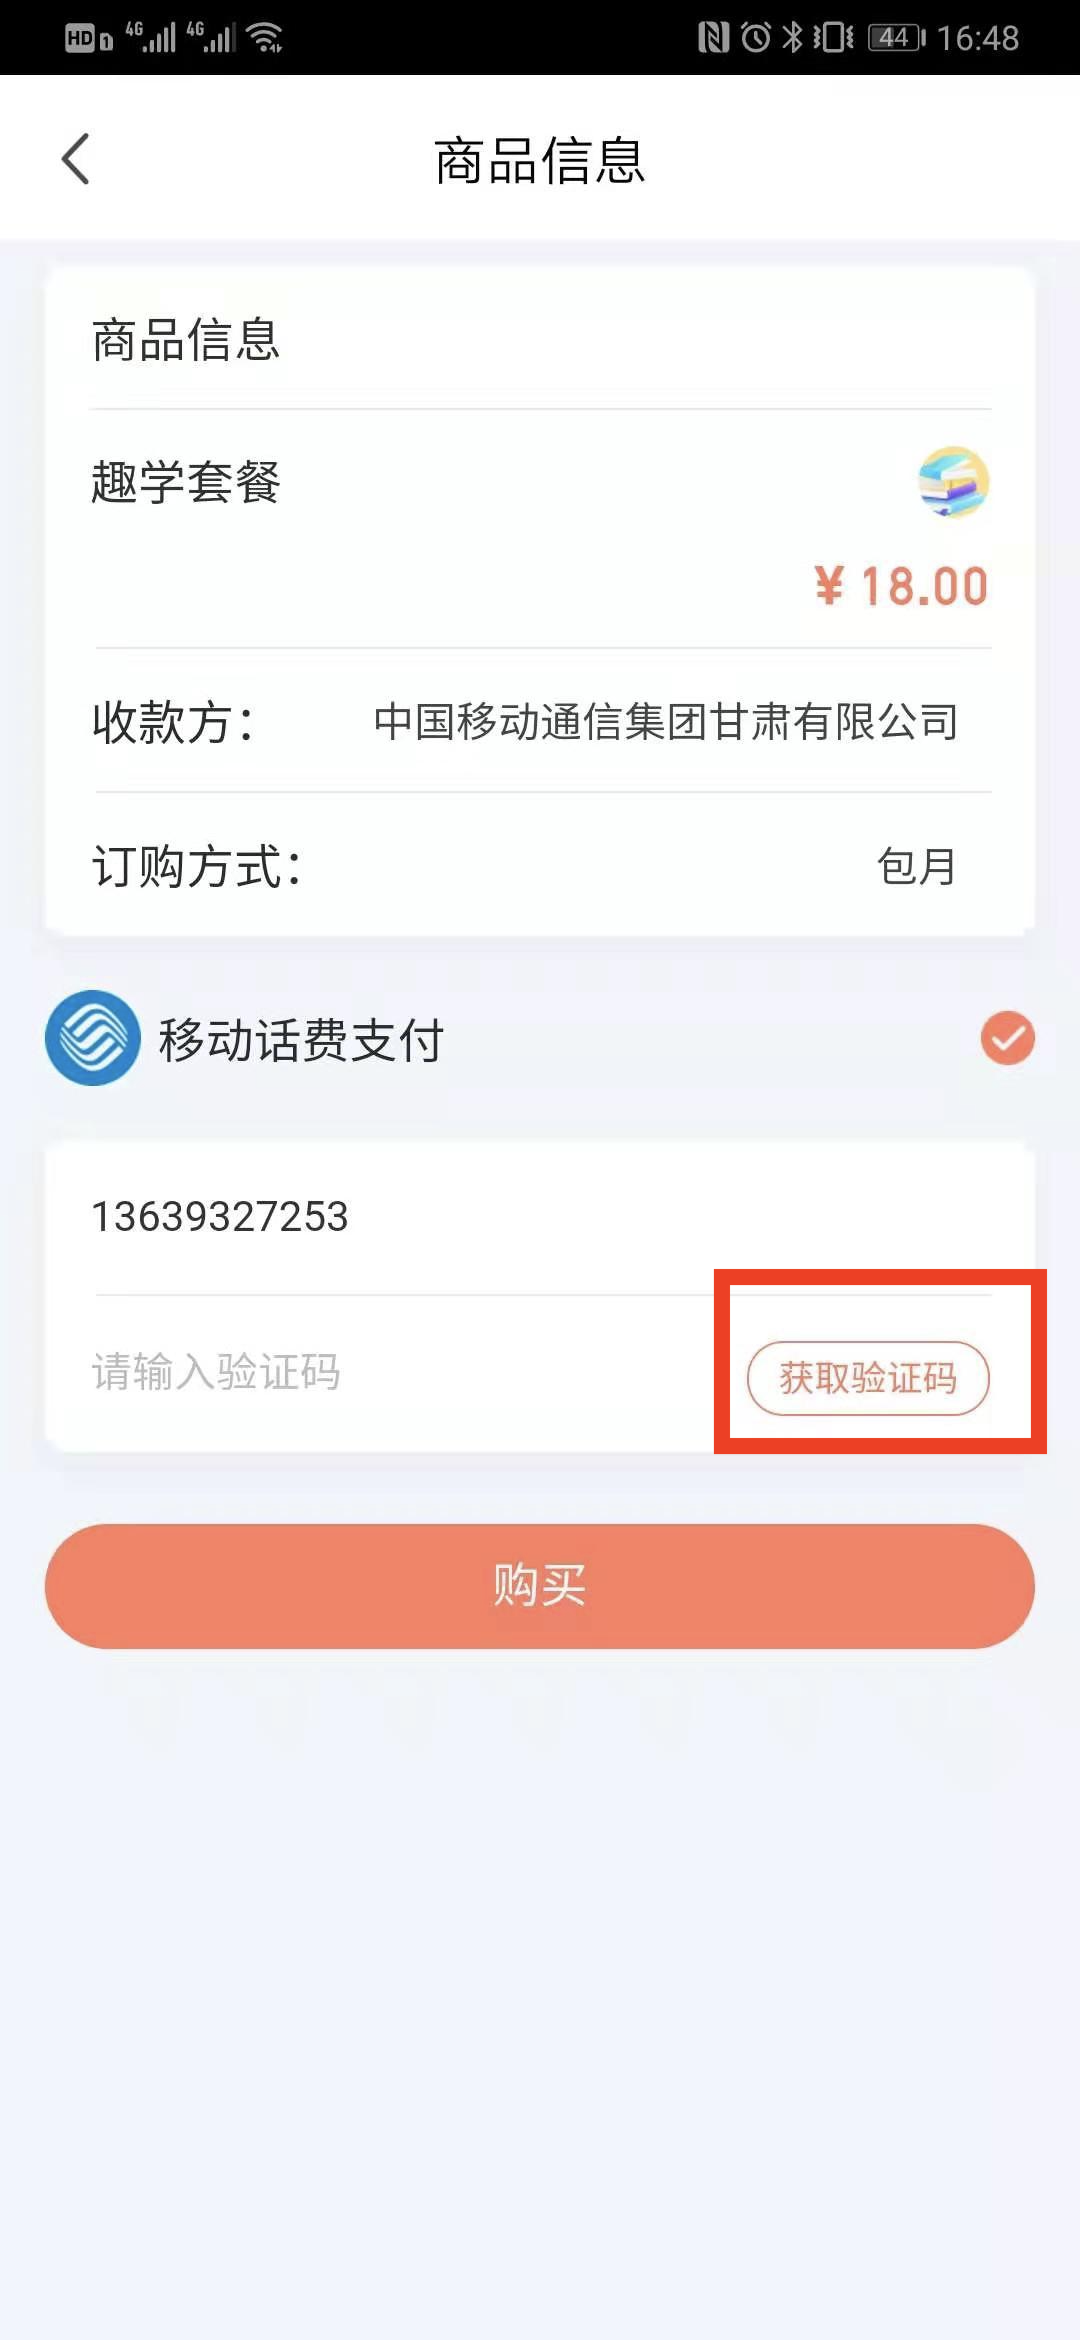 HD 1 4G 4G 44 16:48
商品信息
商品信息
趣学套餐
¥ 18.00
收款方： 中国移动通信集团甘肃有限公司
订购方式： 包月
移动话费支付
13639327253
请输入验证码 获取验证码
购买